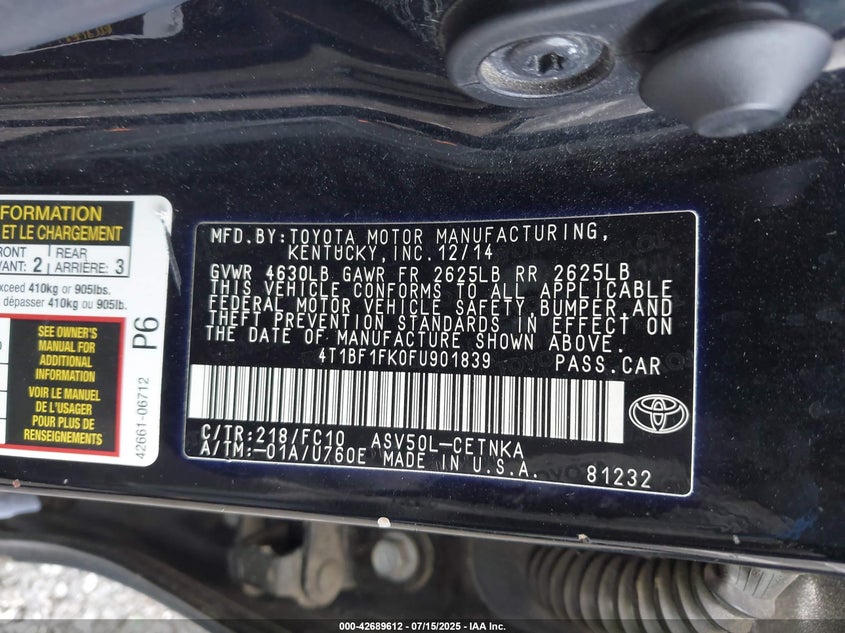 FORMATION
E ET LE CHARGEMENT
RONT
VANT: 2
REAR
ARRIÈRE: 3
exceed 410kg or 905lbs.
s dépasser 410kg ou 905lb.
SEE OWNER'S
MANUAL FOR
ADDITIONAL
INFORMATION
VOIR LE MANUEL
DE L'USAGER
POUR PLUS DE
RENSEIGNEMENTS
P6
42661-06712
MFD.BY:TOYOTA MOTOR MANUFACTURING,
KENTUCKY,INC.12/14
GVWR 4630LB GAWR FR 2625LB RR 2625LB
THIS VEHICLE CONFORMS TO ALL APPLICABLE
FEDERAL MOTOR VEHICLE SAFETY,BUMPER,AND
THEFT PREVENTION STANDARDS IN EFFECT ON
THE DATE OF MANUFACTURE SHOWN ABOVE.
4T1BF1FK0FU901839 PASS.CAR
C/TR:218/FC10 ASV50L-CETNKA
A/TM:-01A/U760E MADE IN U.S.A. 81232
000-42689612 - 07/15/2025 - IAA Inc.